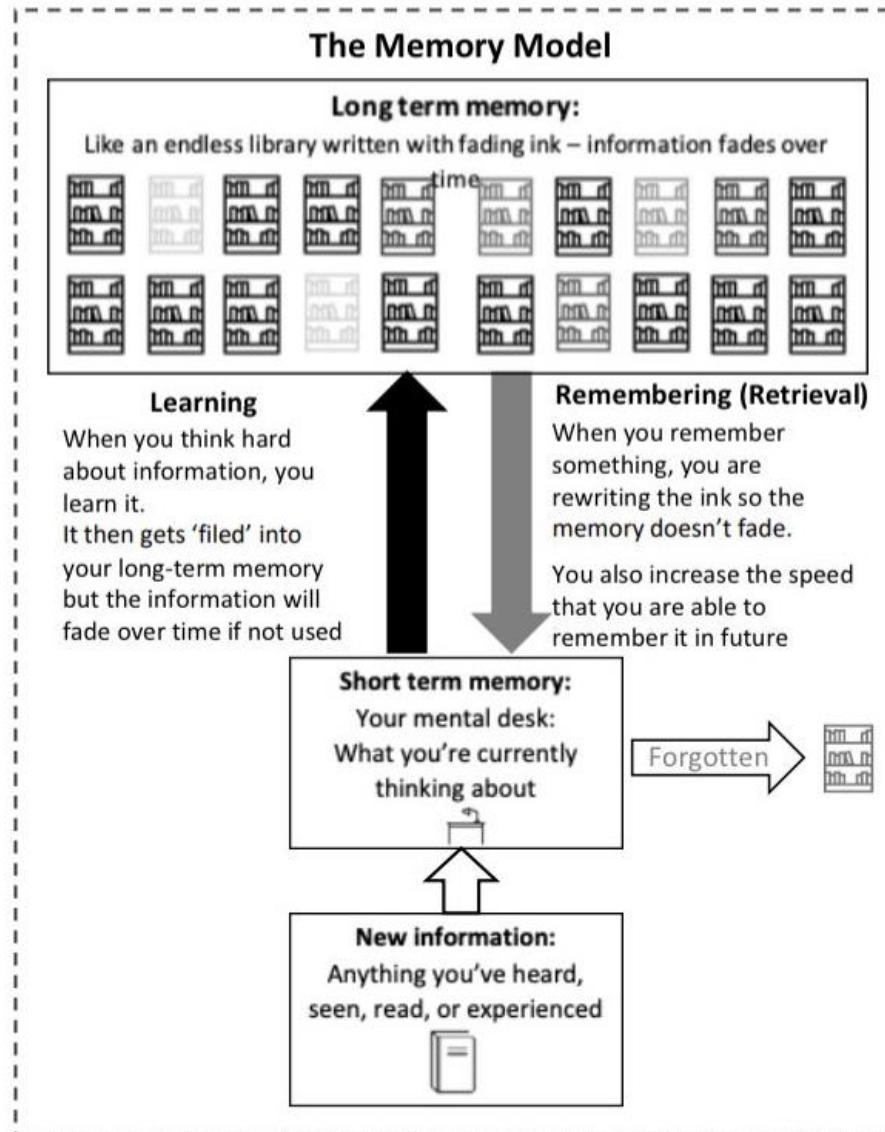 The Memory Model
Long term memory:
Like an endless library written with fading ink – information fades over
time
Learning
When you think hard
about information, you
learn it.
It then gets ‘filed’ into
your long-term memory
but the information will
fade over time if not used
Remembering (Retrieval)
When you remember
something, you are
rewriting the ink so the
memory doesn’t fade.
You also increase the speed
that you are able to
remember it in future
Short term memory:
Your mental desk:
What you’re currently
thinking about
Forgotten
New information:
Anything you’ve heard,
seen, read, or experienced